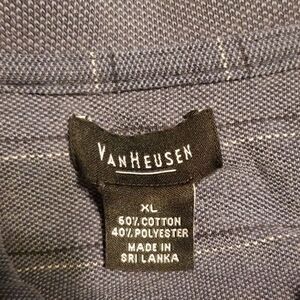 VANHEUSEN
XL
60% COTTON
40% POLYESTER
MADE IN
SRI LANKA